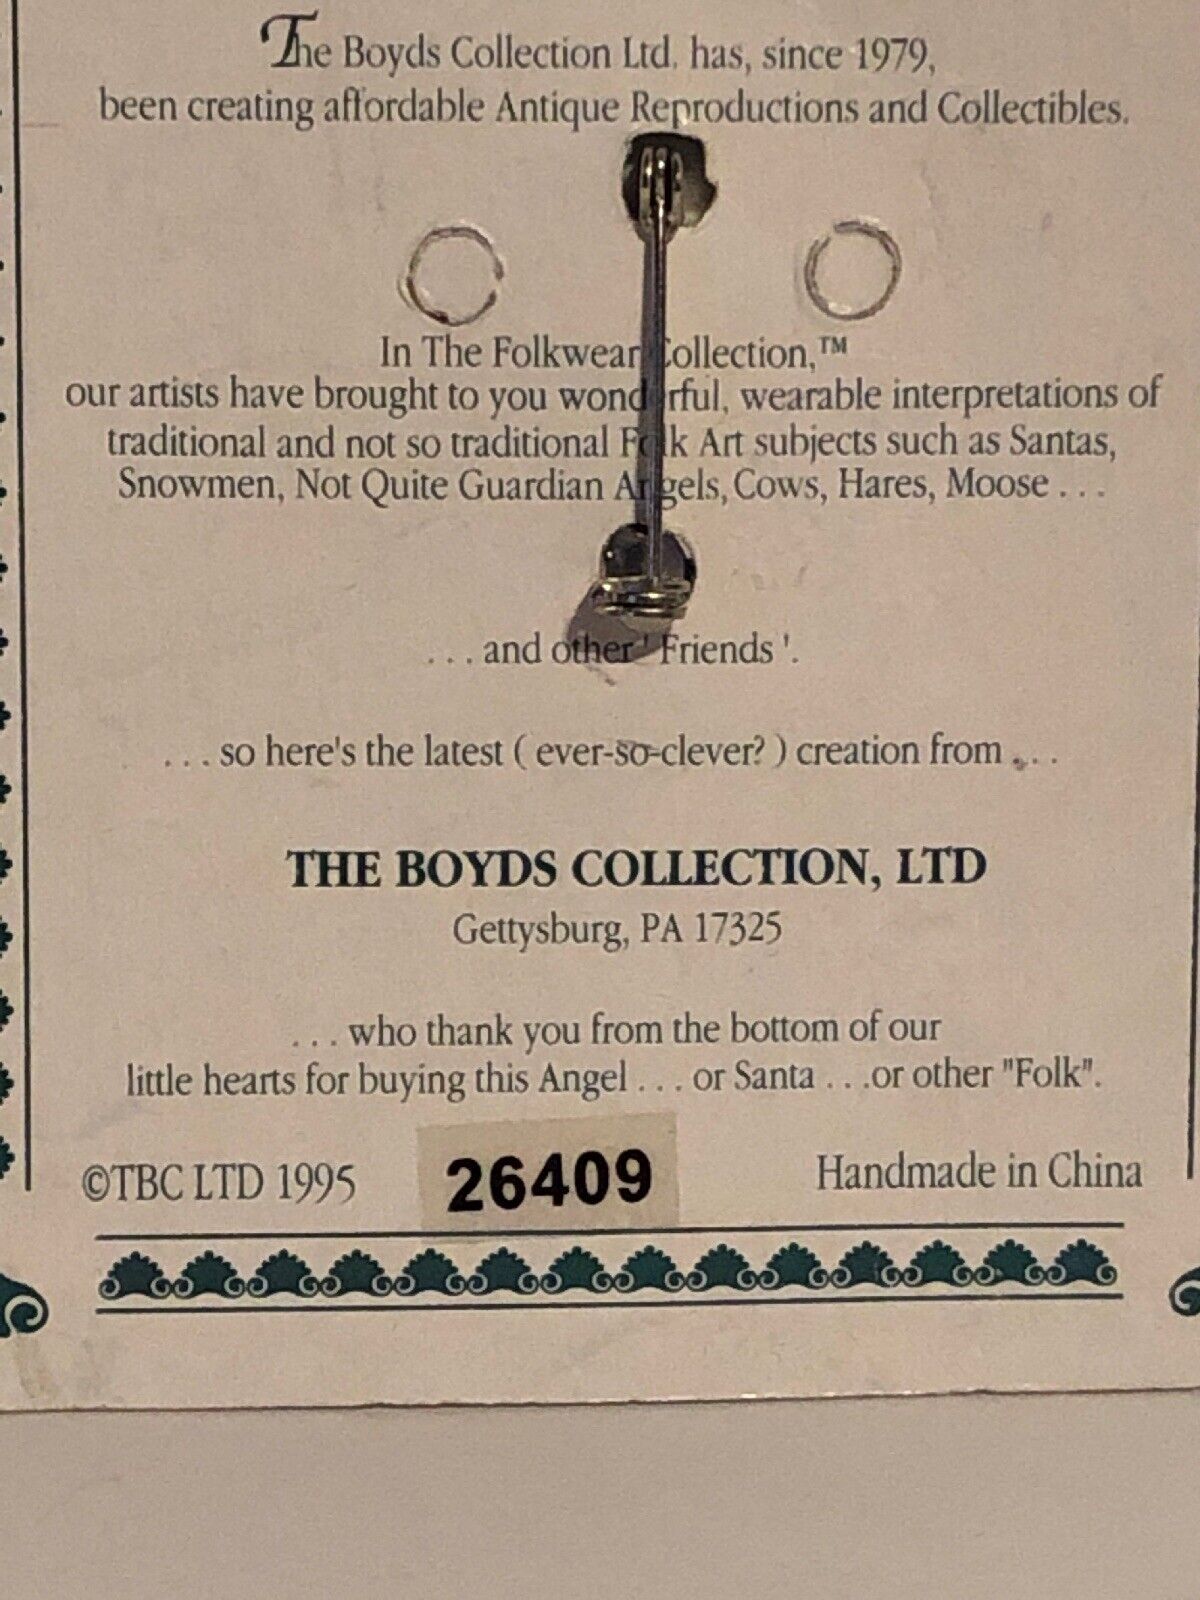 The Boyds Collection Ltd. has, since 1979,
been creating affordable Antique Reproductions and Collectibles.
In The Folkwear Collection,™
our artists have brought to you wonderful, wearable interpretations of
traditional and not so traditional Folk Art subjects such as Santas,
Snowmen, Not Quite Guardian Angels, Cows, Hares, Moose . . .
. . . and other ' Friends '.
. . . so here's the latest ( ever-so-clever? ) creation from . . .
THE BOYDS COLLECTION, LTD
Gettysburg, PA 17325
. . . who thank you from the bottom of our
little hearts for buying this Angel . . . or Santa . . .or other "Folk".
©TBC LTD 1995 26409 Handmade in China